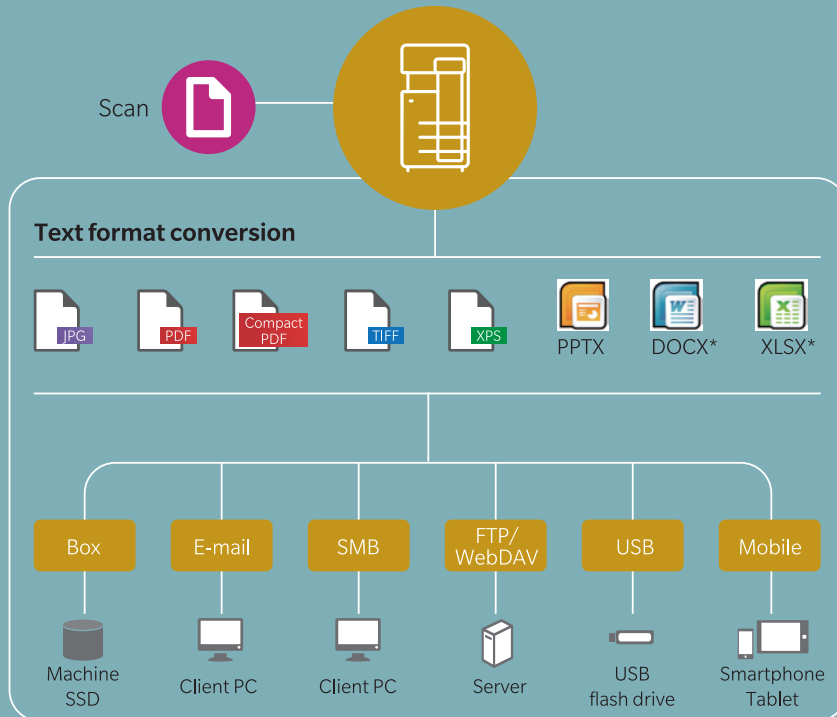 Scan
Text format conversion
JPG
PDF
Compact
PDF
TIFF
XPS
PPTX
DOCX*
XLSX*
Box
E-mail
SMB
FTP/
WebDAV
USB
Mobile
Machine
SSD
Client PC
Client PC
Server
USB
flash drive
Smartphone
Tablet